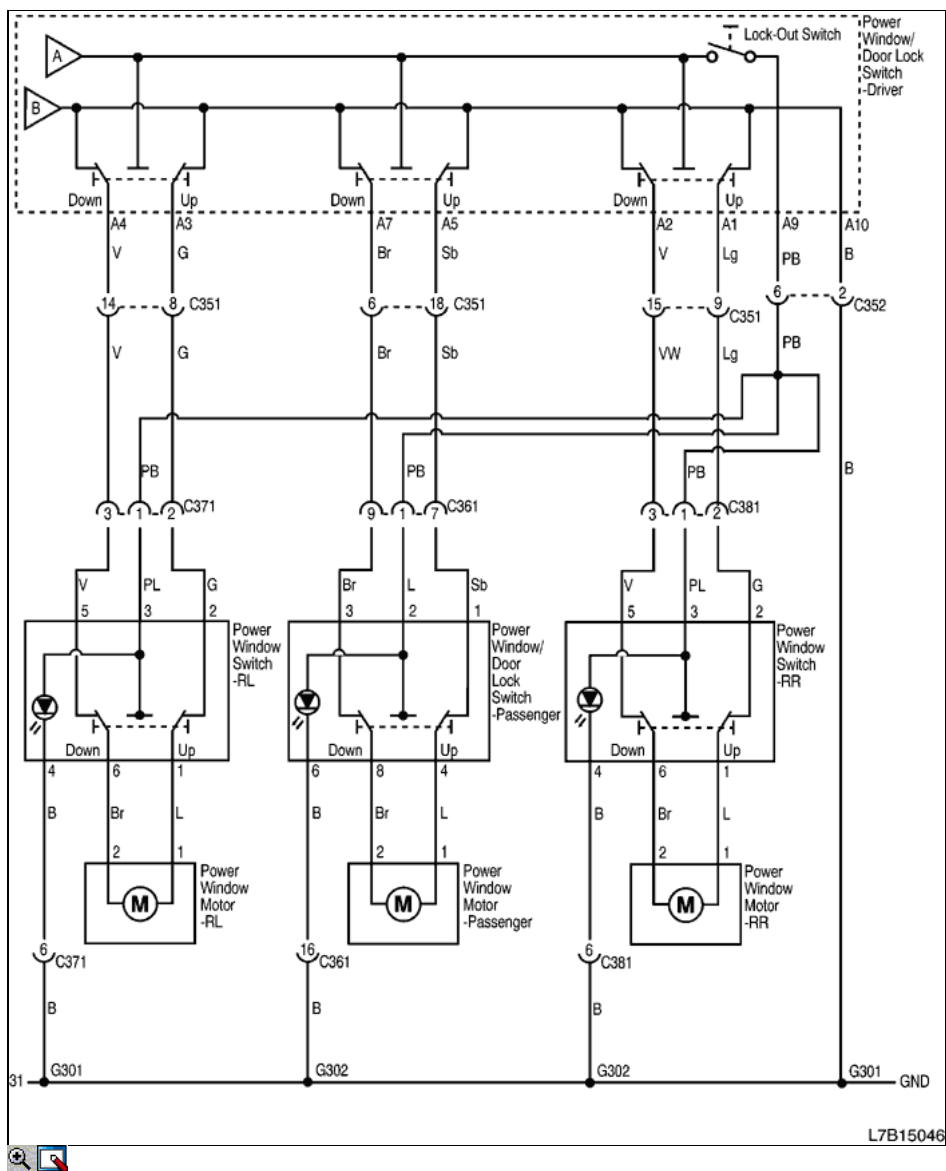 Power
Window/
Door Lock
Switch
-Driver
Lock-Out Switch
A
B
Down Up Down Up Down Up
A4 A3 A7 A5 A2 A1 A9 A10
V G Br Sb V Lg PB B
14 8 C351 6 18 C351 15 9 C351 6 2 C352
V G Br Sb VW Lg PB
PB PB PB B
3 1 2 C371 9 1 7 C361 3 1 2 C381
V PL G Br L Sb V PL G
5 3 2 3 2 1 5 3 2
Power
Window
Switch
-RL
Power
Window/
Door
Lock
Switch
-Passenger
Power
Window
Switch
-RR
Down Up Down Up Down Up
4 6 1 6 8 4 4 6 1
B Br L B Br L B Br L
2 1 2 1 2 1
M
Power
Window
Motor
-RL
M
Power
Window
Motor
-Passenger
M
Power
Window
Motor
-RR
6 C371 16 C361 6 C381
B B B
31 G301 G302 G302 G301 GND
L7B15046